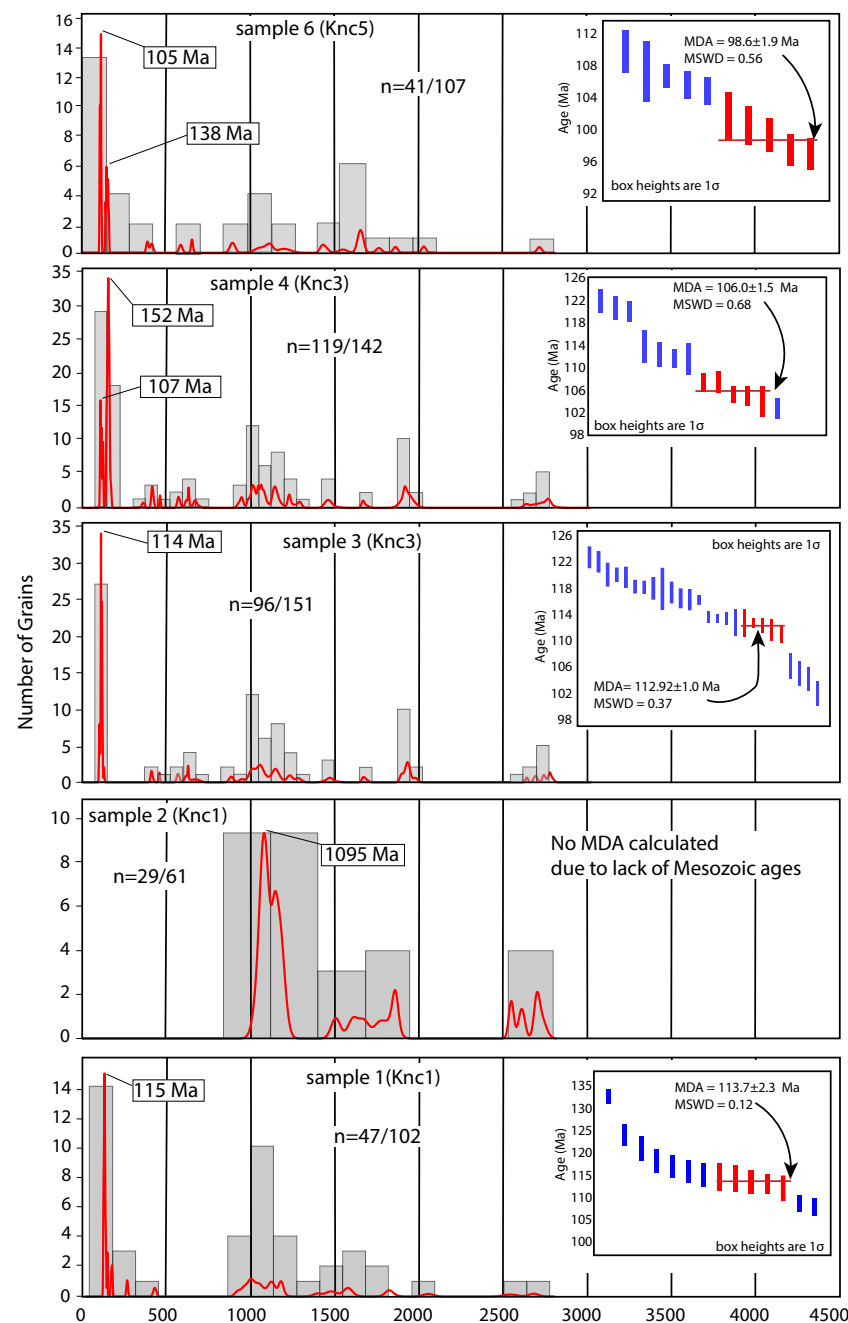 sample 6 (Knc5)
105 Ma
138 Ma
n=41/107
16
14
12
10
8
6
4
2
0
MDA = 98.6±1.9 Ma
MSWD = 0.56
Age (Ma)
112
108
104
100
96
92
box heights are 1σ
sample 4 (Knc3)
152 Ma
107 Ma
n=119/142
35
30
25
20
15
10
5
0
MDA = 106.0±1.5 Ma
MSWD = 0.68
Age (Ma)
126
122
118
114
110
106
102
98
box heights are 1σ
sample 3 (Knc3)
114 Ma
n=96/151
35
30
25
20
15
10
5
0
box heights are 1σ
Age (Ma)
126
122
118
114
110
106
102
98
MDA= 112.92±1.0 Ma
MSWD = 0.37
Number of Grains
sample 2 (Knc1)
1095 Ma
n=29/61
No MDA calculated
due to lack of Mesozoic ages
10
8
6
4
2
0
sample 1(Knc1)
115 Ma
n=47/102
14
12
10
8
6
4
2
0
MDA = 113.7±2.3 Ma
MSWD = 0.12
Age (Ma)
135
130
125
120
115
110
105
100
box heights are 1σ
0 500 1000 1500 2000 2500 3000 3500 4000 4500